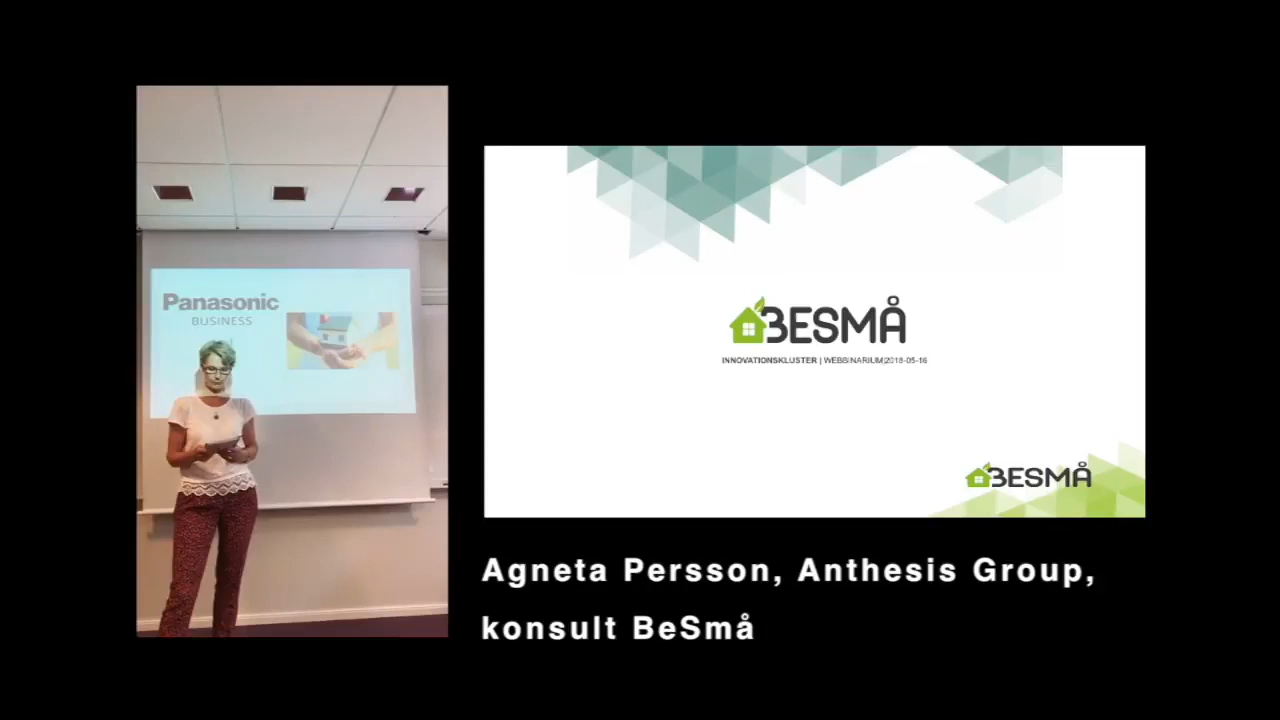 Panasonic
BUSINESS
BESMÅ
INNOVATIONSKLUSTER | WEBBINARIUM|2018-05-16
BESMÅ
Agneta Persson, Anthesis Group,
konsult BeSmå